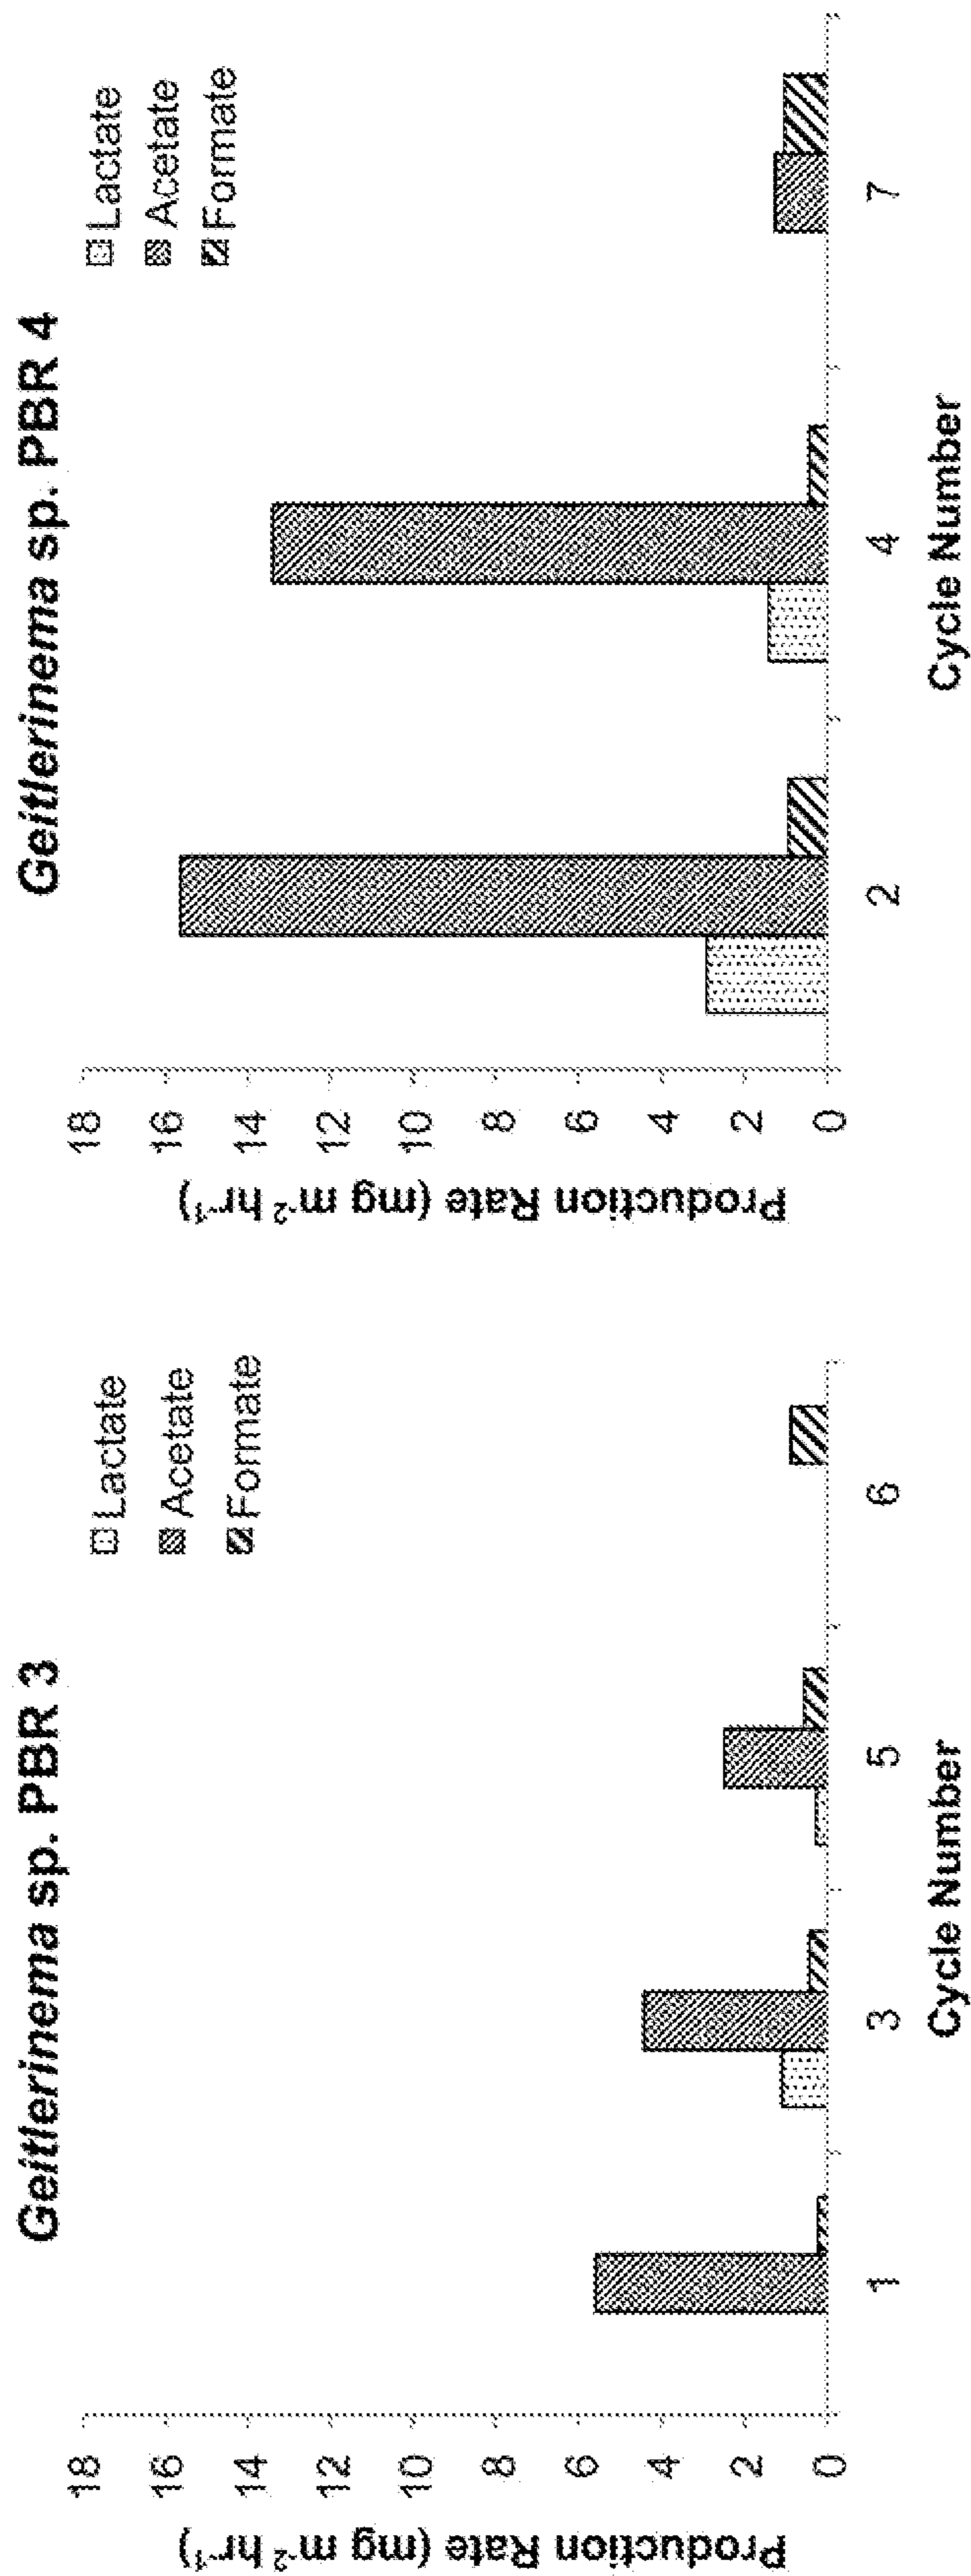 Geitlerinema sp. PBR 3
Production Rate (mg m-2 hr-1)
18
16
14
12
10
8
6
4
2
0
Lactate
Acetate
Formate
1 3 5 6
Cycle Number
Geitlerinema sp. PBR 4
Production Rate (mg m-2 hr-1)
18
16
14
12
10
8
6
4
2
0
Lactate
Acetate
Formate
2 4 7
Cycle Number